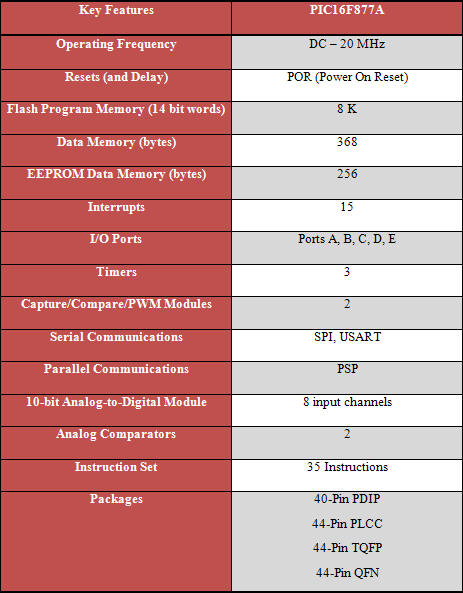 Key Features PIC16F877A
Operating Frequency DC – 20 MHz
Resets (and Delay) POR (Power On Reset)
Flash Program Memory (14 bit words) 8 K
Data Memory (bytes) 368
EEPROM Data Memory (bytes) 256
Interrupts 15
I/O Ports Ports A, B, C, D, E
Timers 3
Capture/Compare/PWM Modules 2
Serial Communications SPI, USART
Parallel Communications PSP
10-bit Analog-to-Digital Module 8 input channels
Analog Comparators 2
Instruction Set 35 Instructions
Packages 40-Pin PDIP
44-Pin PLCC
44-Pin TQFP
44-Pin QFN